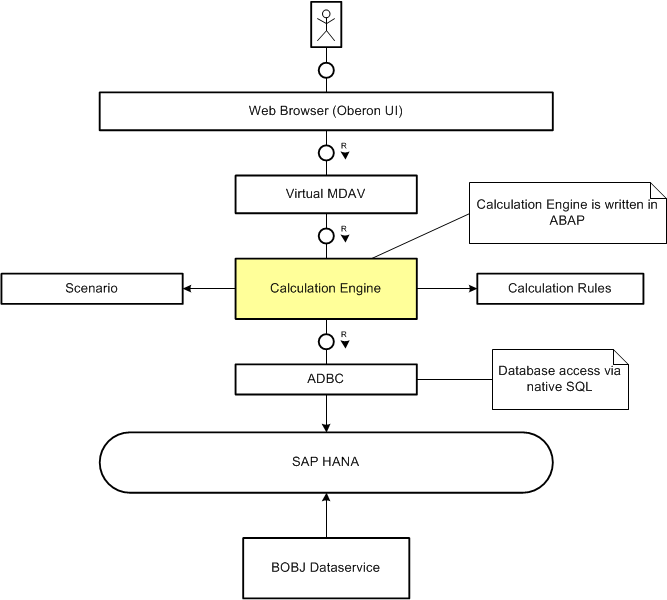 Web Browser (Oberon UI)
R
Virtual MDAV
R
Calculation Engine is written in
ABAP
Scenario
Calculation Engine
Calculation Rules
R
ADBC
Database access via
native SQL
SAP HANA
BOBJ Dataservice